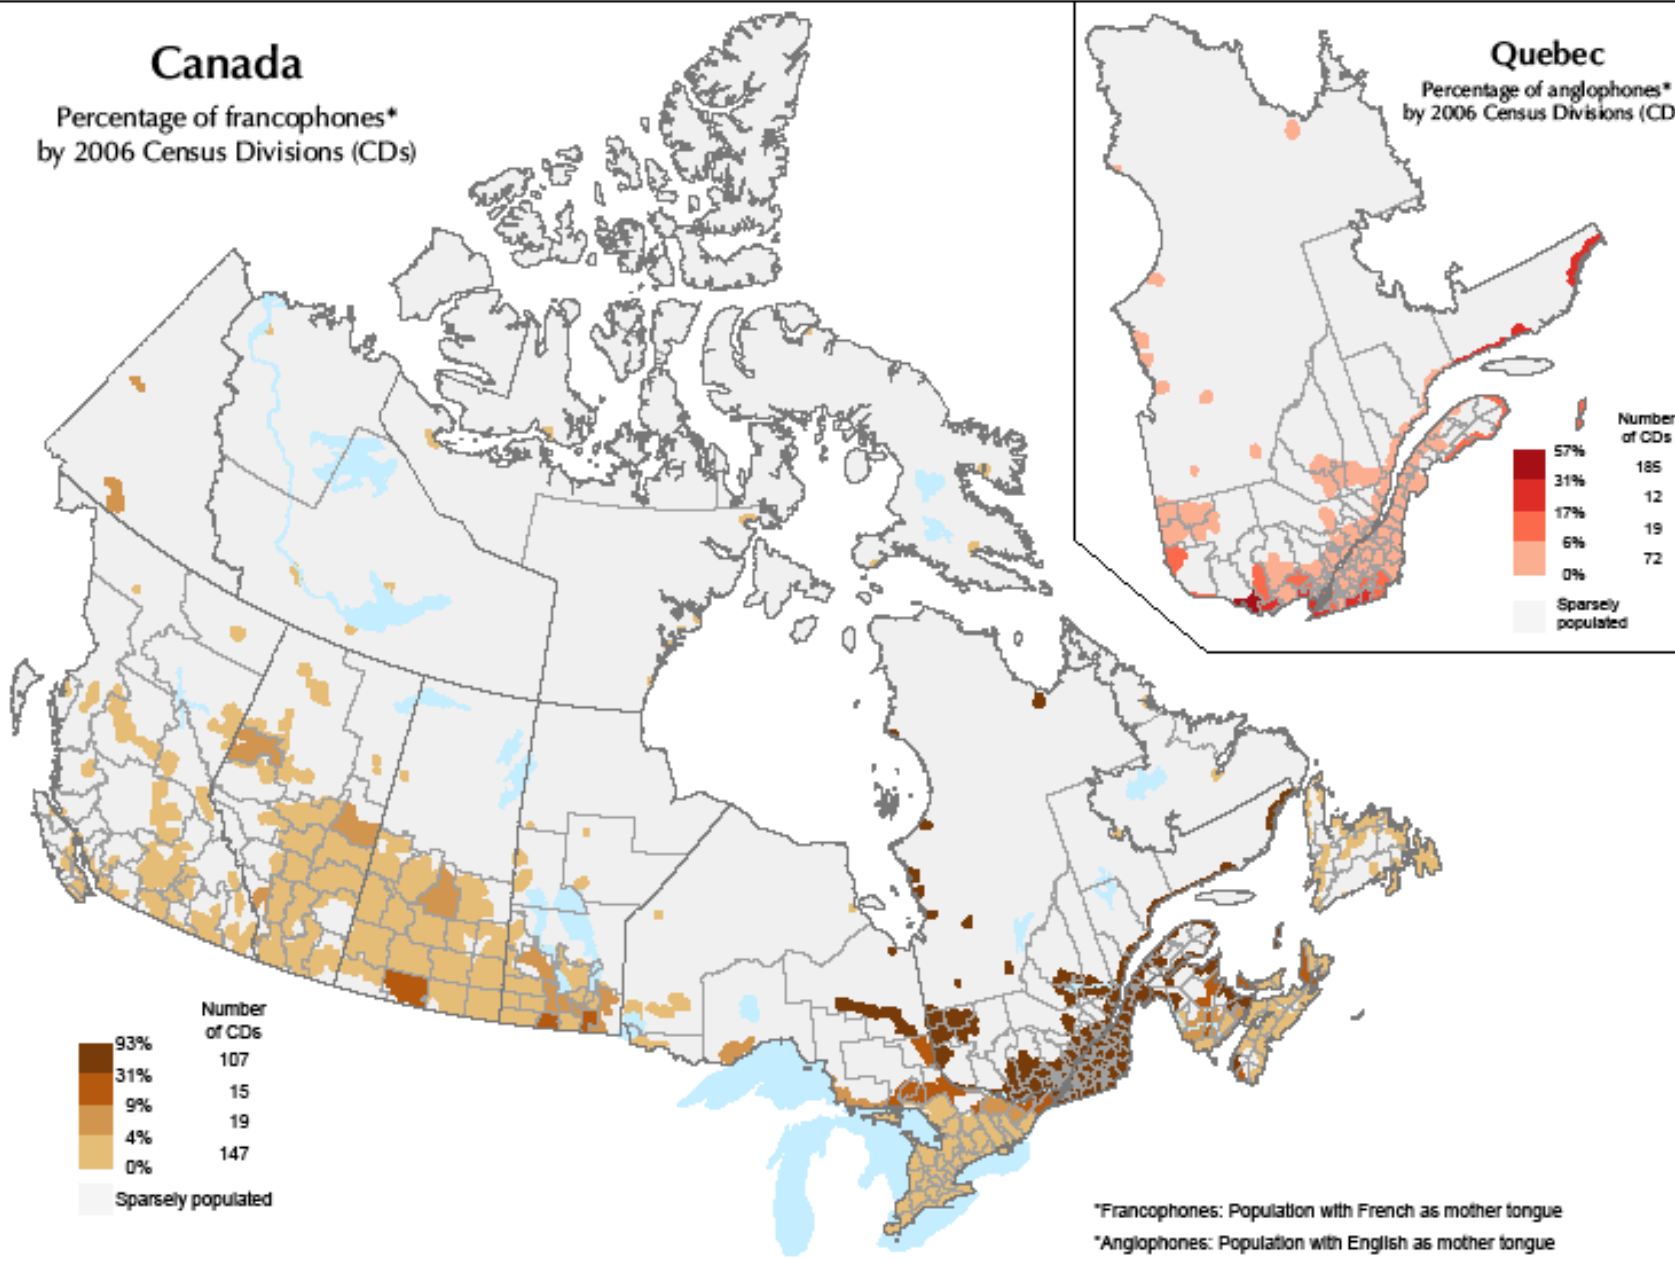 Canada
Percentage of francophones*
by 2006 Census Divisions (CDs)
Quebec
Percentage of anglophones*
by 2006 Census Divisions (CD
Number
of CDs
57%
185
31%
12
17%
19
6%
72
0%
Sparsely
populated
Number
of CDs
93%
107
31%
15
9%
19
4%
147
0%
Sparsely populated
*Francophones: Population with French as mother tongue
*Anglophones: Population with English as mother tongue